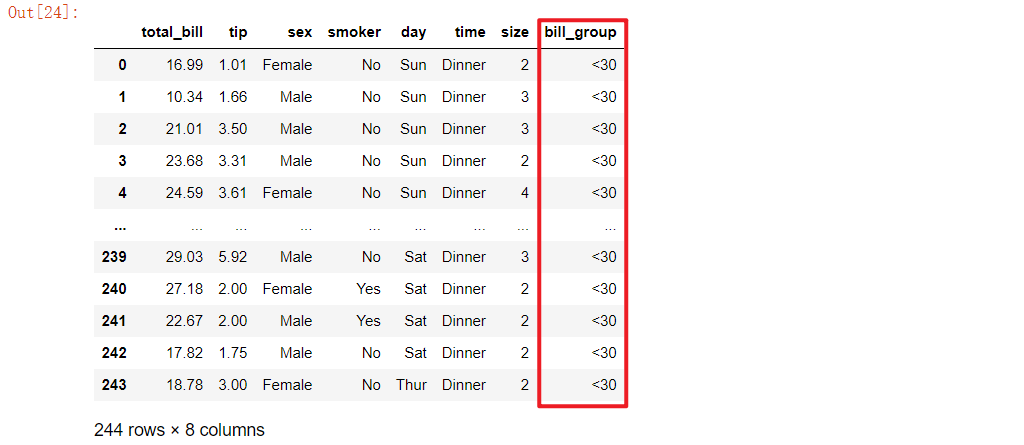 Out[24]:
total_bill tip sex smoker day time size bill_group
0 16.99 1.01 Female No Sun Dinner 2 <30
1 10.34 1.66 Male No Sun Dinner 3 <30
2 21.01 3.50 Male No Sun Dinner 3 <30
3 23.68 3.31 Male No Sun Dinner 2 <30
4 24.59 3.61 Female No Sun Dinner 4 <30
... ... ... ... ... ... ... ... ...
239 29.03 5.92 Male No Sat Dinner 3 <30
240 27.18 2.00 Female Yes Sat Dinner 2 <30
241 22.67 2.00 Male Yes Sat Dinner 2 <30
242 17.82 1.75 Male No Sat Dinner 2 <30
243 18.78 3.00 Female No Thur Dinner 2 <30
244 rows × 8 columns